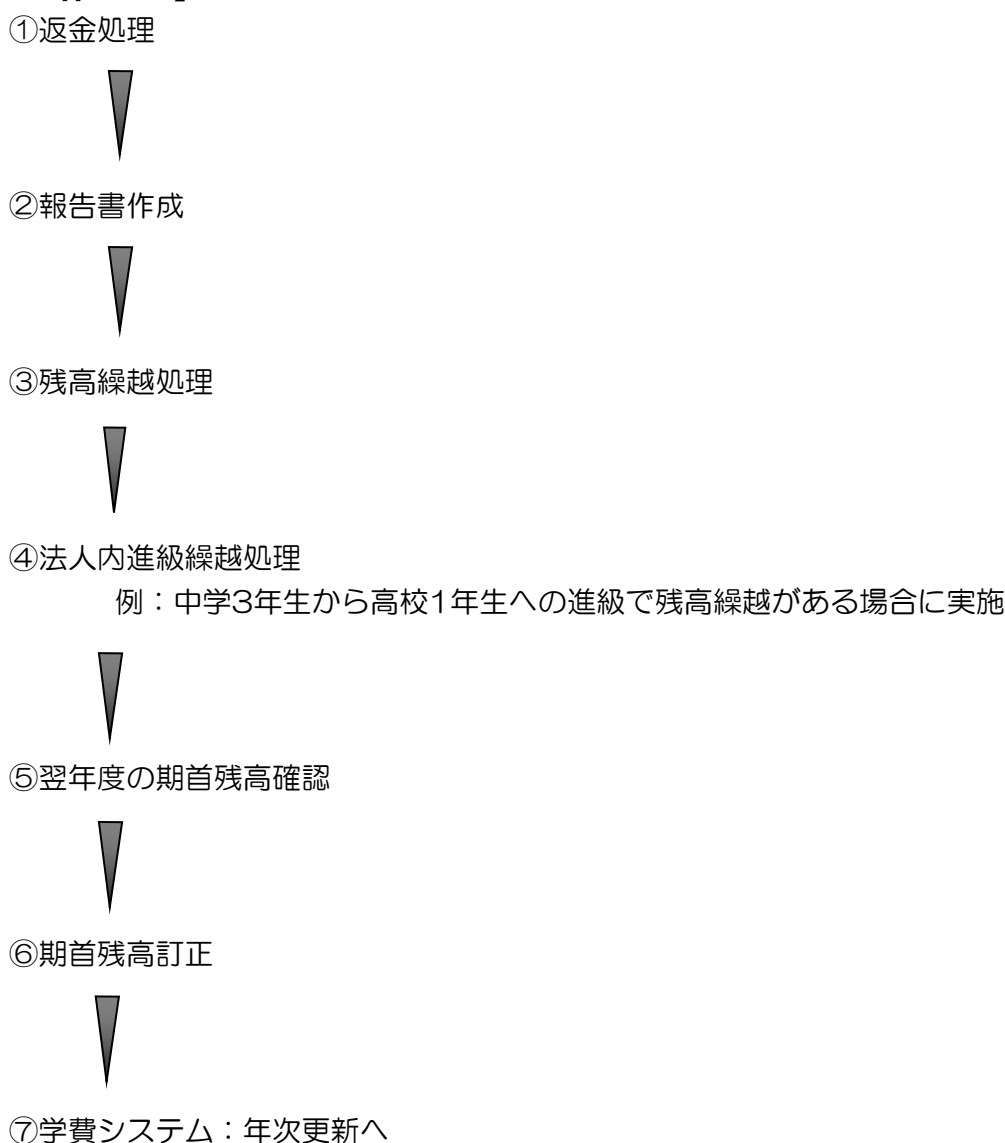 ①返金処理
②報告書作成
③残高繰越処理
④法人内進級繰越処理
例：中学3年生から高校1年生への進級で残高繰越がある場合に実施
⑤翌年度の期首残高確認
⑥期首残高訂正
⑦学費システム：年次更新へ